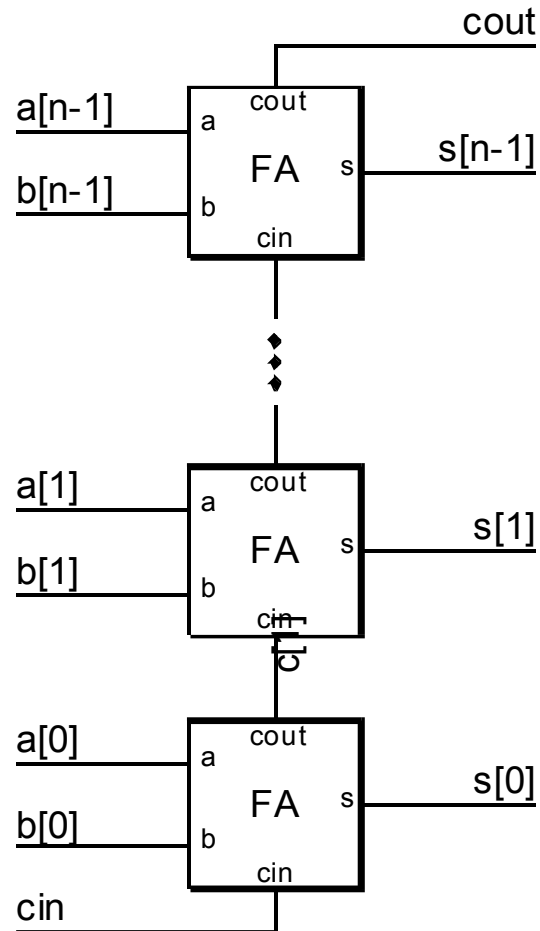 cout
a[n-1]
cout
a
s[n-1]
FA
s
b[n-1]
b
cin
a[1]
cout
a
s[1]
FA
s
b[1]
b
cin
c[1]
a[0]
cout
a
s[0]
FA
s
b[0]
b
cin
cin